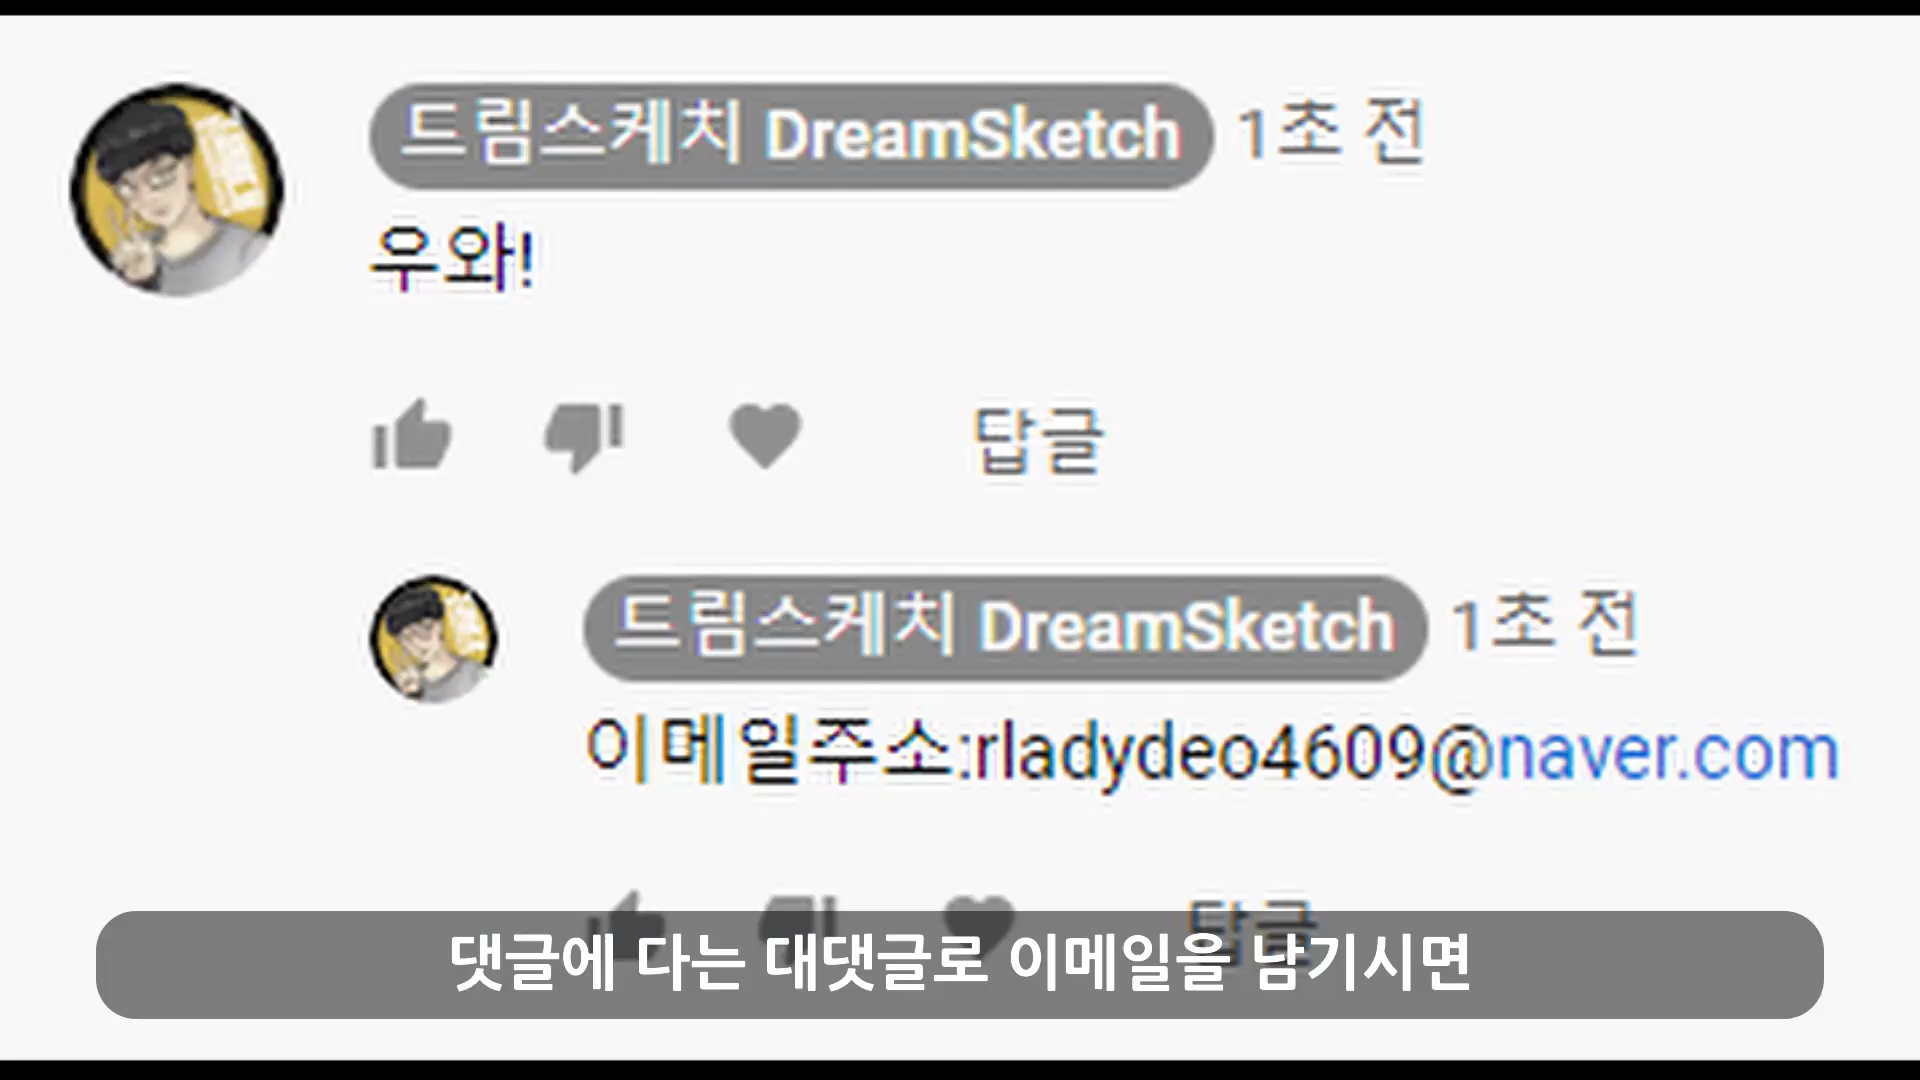 드림스케치 DreamSketch 1초 전
우와!
답글
드림스케치 DreamSketch 1초 전
이메일주소:rladydeo4609@naver.com
답글
댓글에 다는 대댓글로 이메일을 남기시면